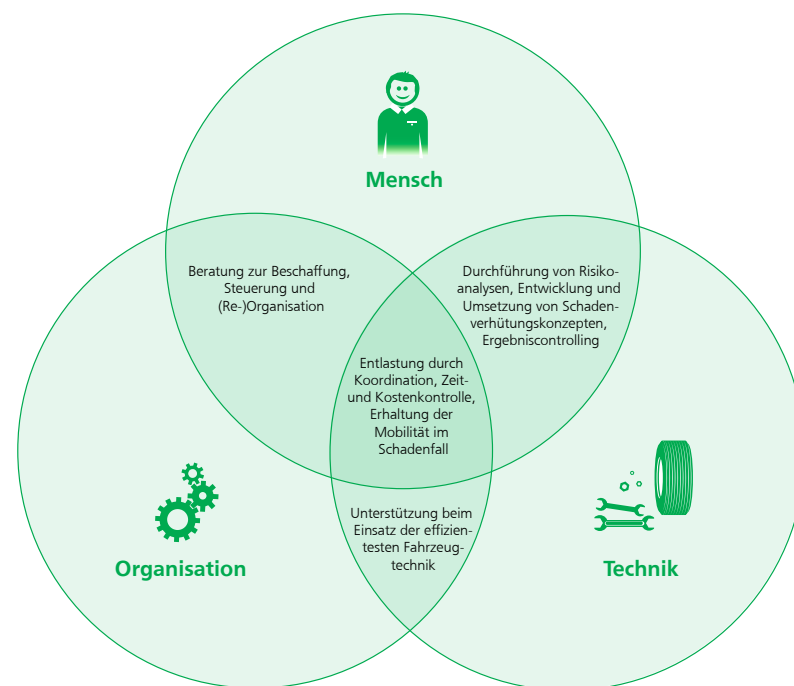 Mensch
Beratung zur Beschaffung,
Steuerung und
(Re-)Organisation
Durchführung von Risiko-
analysen, Entwicklung und
Umsetzung von Schaden-
verhütungskonzepten,
Ergebniscontrolling
Entlastung durch
Koordination, Zeit-
und Kostenkontrolle,
Erhaltung der
Mobilität im
Schadenfall
Unterstützung beim
Einsatz der effizien-
testen Fahrzeug-
technik
Organisation
Technik